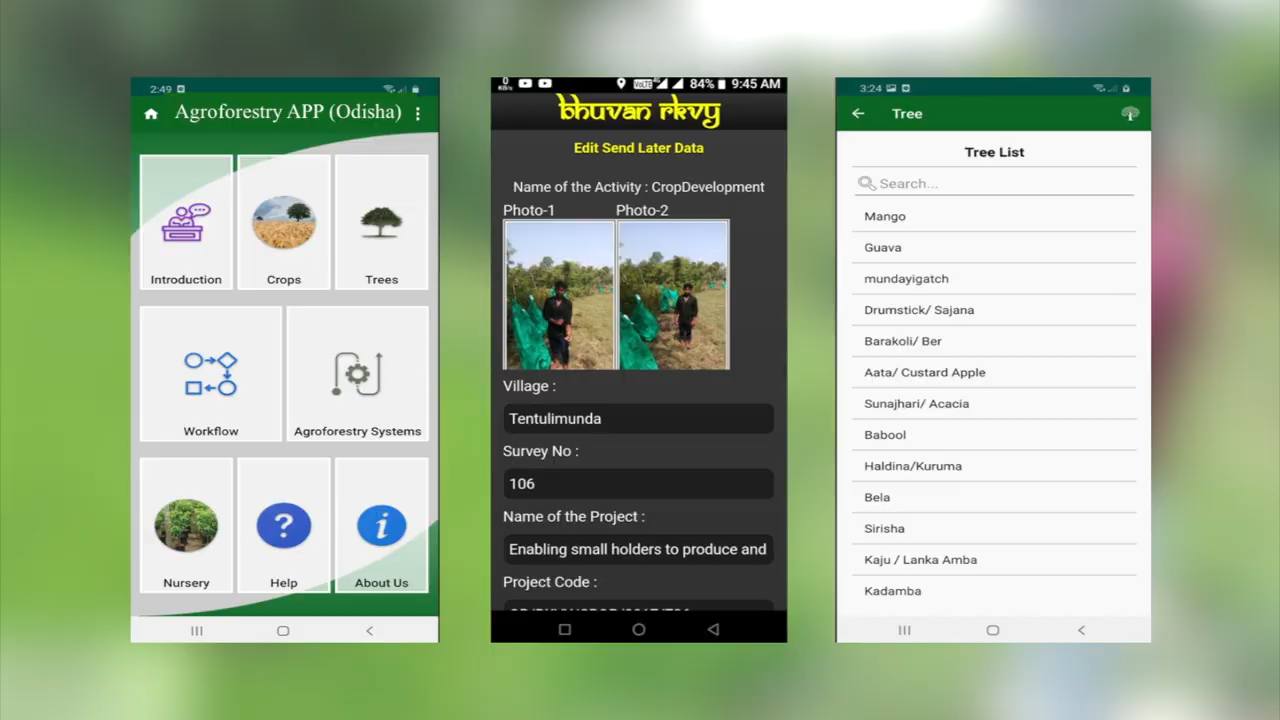 2:49
Agroforestry APP (Odisha)
Introduction
Crops
Trees
Workflow
Agroforestry Systems
Nursery
?
Help
i
About Us
0
KB/s
VoLTE
84%
9:45 AM
bhuvan rkvy
Edit Send Later Data
Name of the Activity : CropDevelopment
Photo-1
Photo-2
Village :
Tentulimunda
Survey No :
106
Name of the Project :
Enabling small holders to produce and
Project Code :
3:24
Tree
Tree List
Search...
Mango
Guava
mundayigatch
Drumstick/ Sajana
Barakoli/ Ber
Aata/ Custard Apple
Sunajhari/ Acacia
Babool
Haldina/Kuruma
Bela
Sirisha
Kaju / Lanka Amba
Kadamba